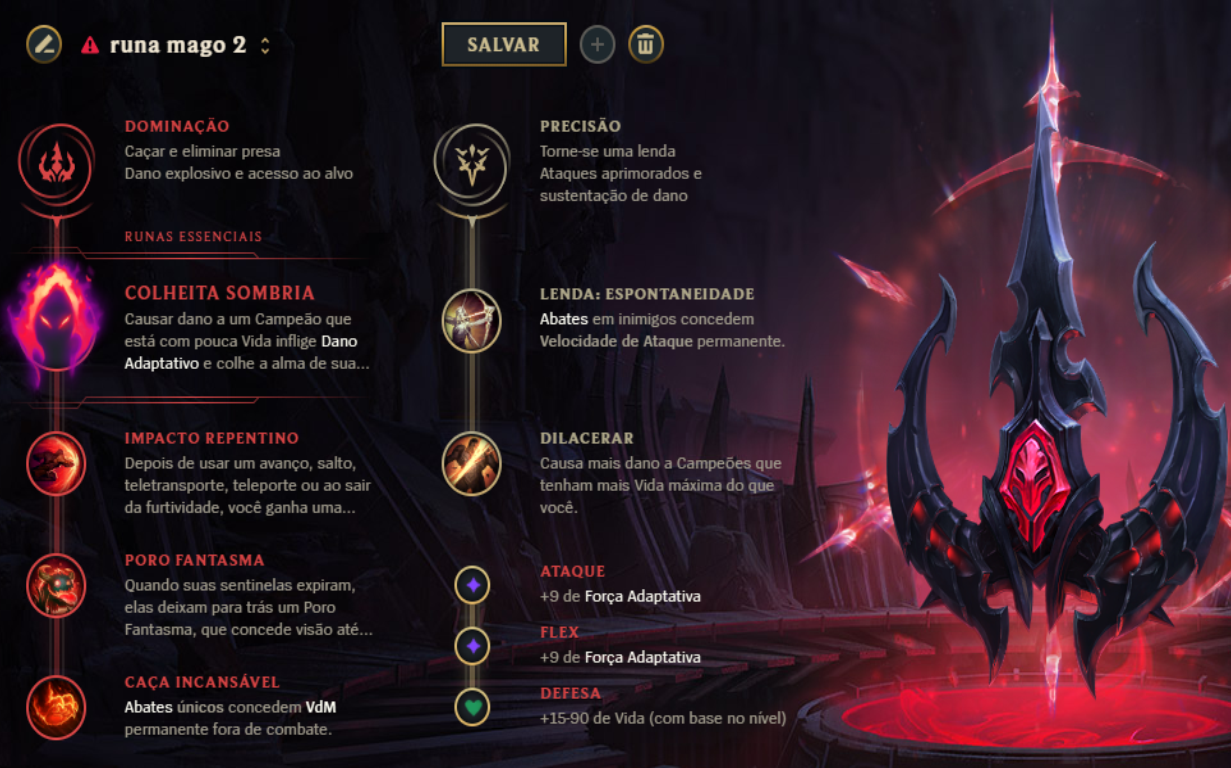 runa mago 2
SALVAR
DOMINAÇÃO
Caçar e eliminar presa
Dano explosivo e acesso ao alvo
RUNAS ESSENCIAIS
COLHEITA SOMBRIA
Causar dano a um Campeão que
está com pouca Vida inflige Dano
Adaptativo e colhe a alma de sua...
IMPACTO REPENTINO
Depois de usar um avanço, salto,
teletransporte, teleporte ou ao sair
da furtividade, você ganha uma...
PORO FANTASMA
Quando suas sentinelas expiram,
elas deixam para trás um Poro
Fantasma, que concede visão até...
CAÇA INCANSÁVEL
Abates únicos concedem VdM
permanente fora de combate.
PRECISÃO
Torne-se uma lenda
Ataques aprimorados e
sustentação de dano
LENDA: ESPONTANEIDADE
Abates em inimigos concedem
Velocidade de Ataque permanente.
DILACERAR
Causa mais dano a Campeões que
tenham mais Vida máxima do que
você.
ATAQUE
+9 de Força Adaptativa
FLEX
+9 de Força Adaptativa
DEFESA
+15-90 de Vida (com base no nível)